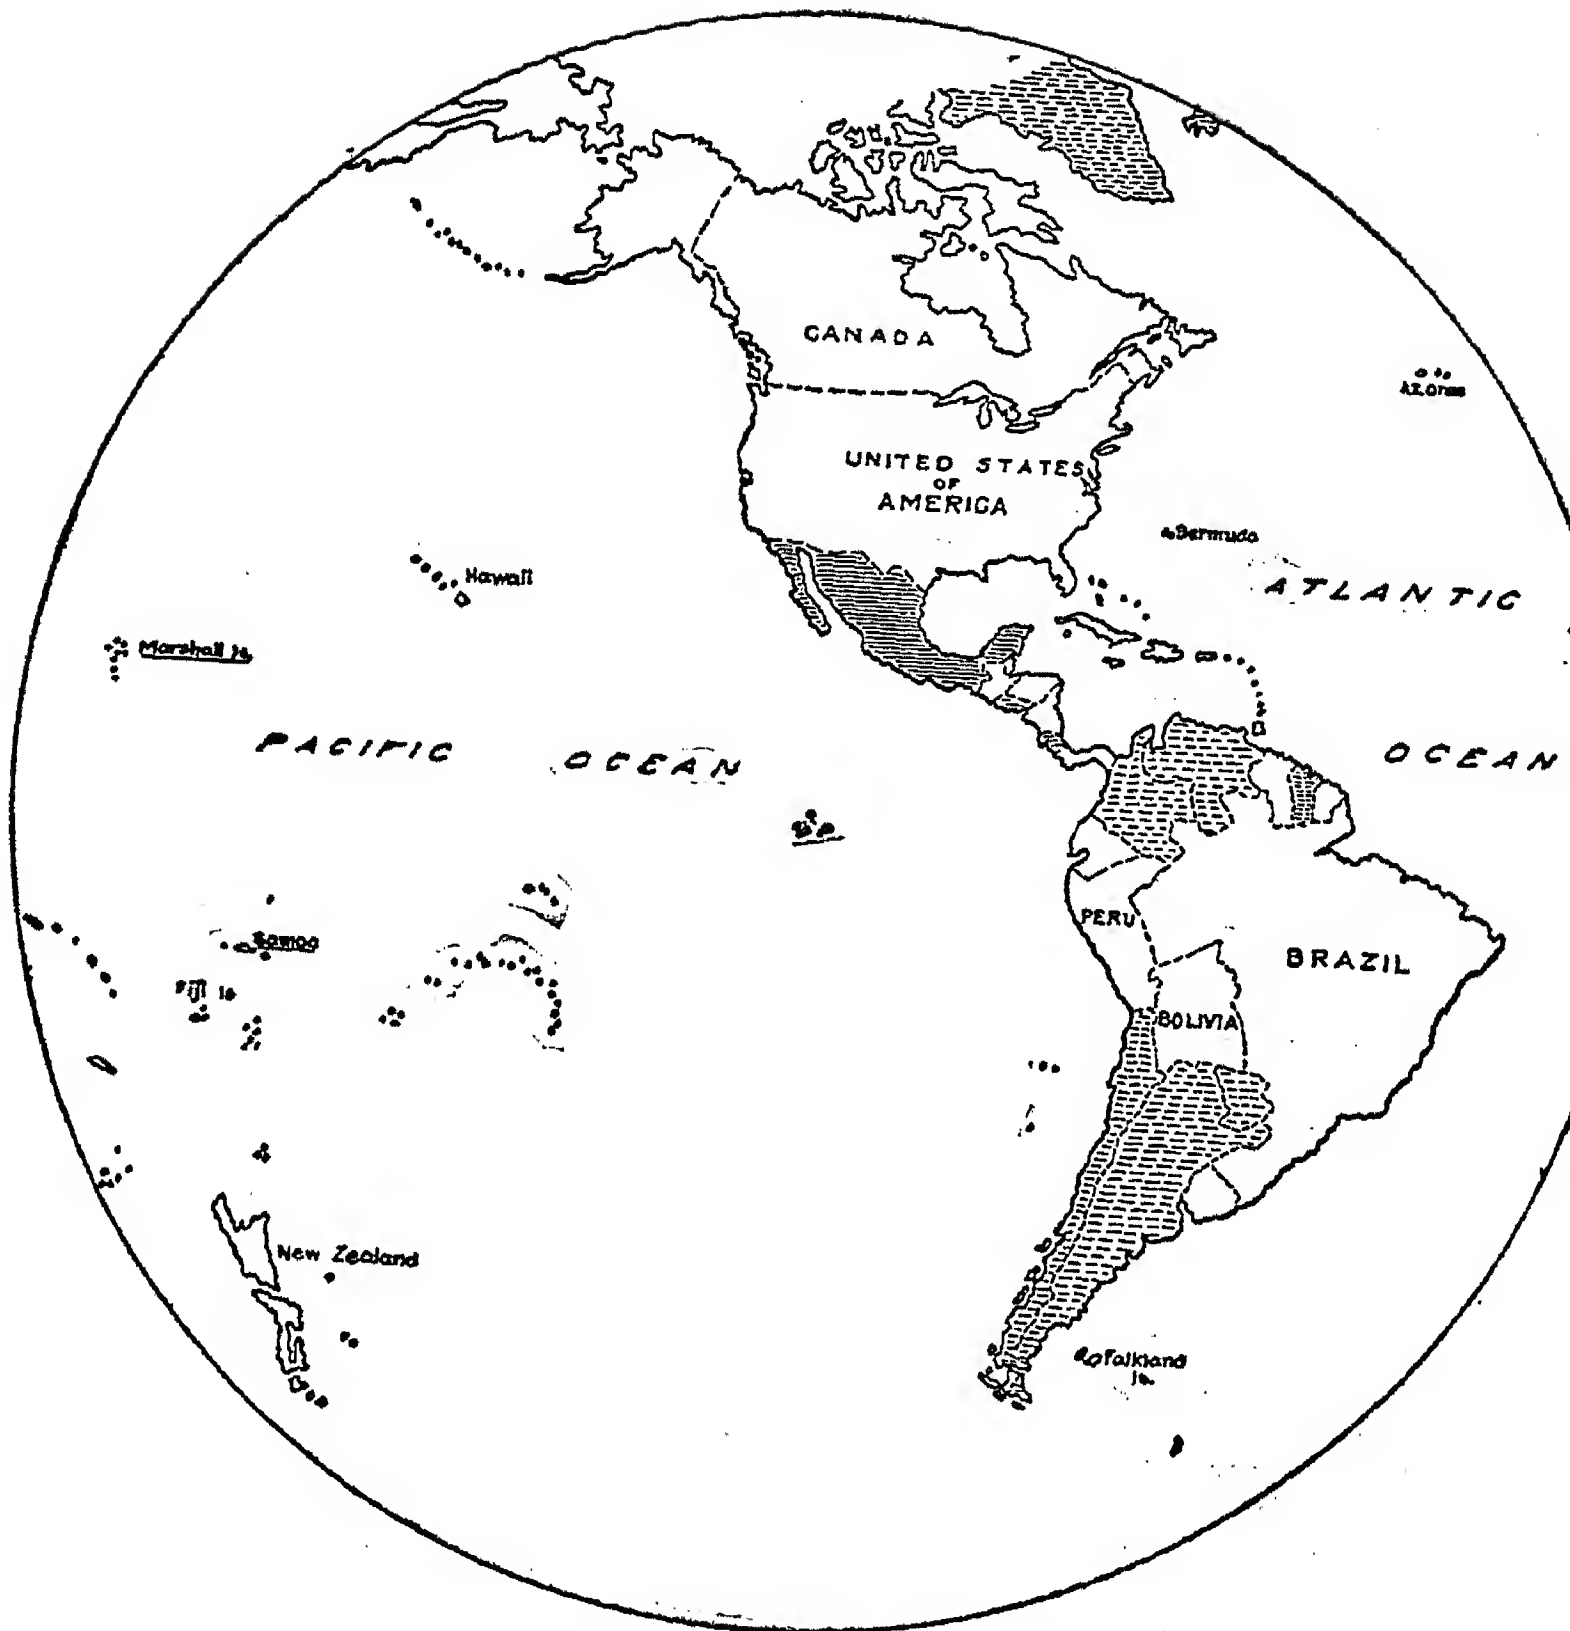 CANADA
Azores
UNITED STATES
OF
AMERICA
Bermuda
Hawaii
ATLANTIC
Marshall Is.
PACIFIC OCEAN
OCEAN
Samoa
PERU
BRAZIL
Fiji Is
BOLIVIA
New Zealand
Falkland
Is.